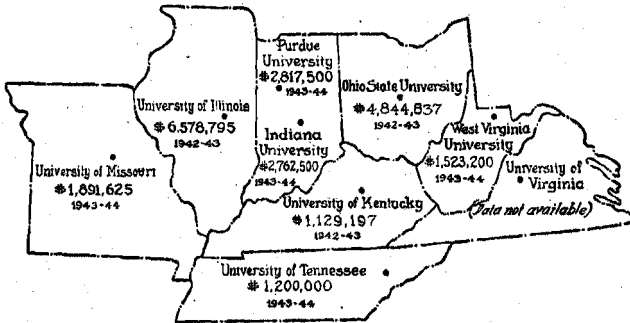 Purdue
University
$2,817,500
1943-44
Ohio State University
$4,844,837
1942-43
University of Illinois
$6,578,795
1942-43
Indiana
University
$2,762,500
1943-44
West Virginia
University
$1,523,200
1943-44
University of Missouri
$1,891,625
1943-44
University of
Virginia
(Data not available)
University of Kentucky
$1,129,197
1942-43
University of Tennessee
$1,200,000
1943-44